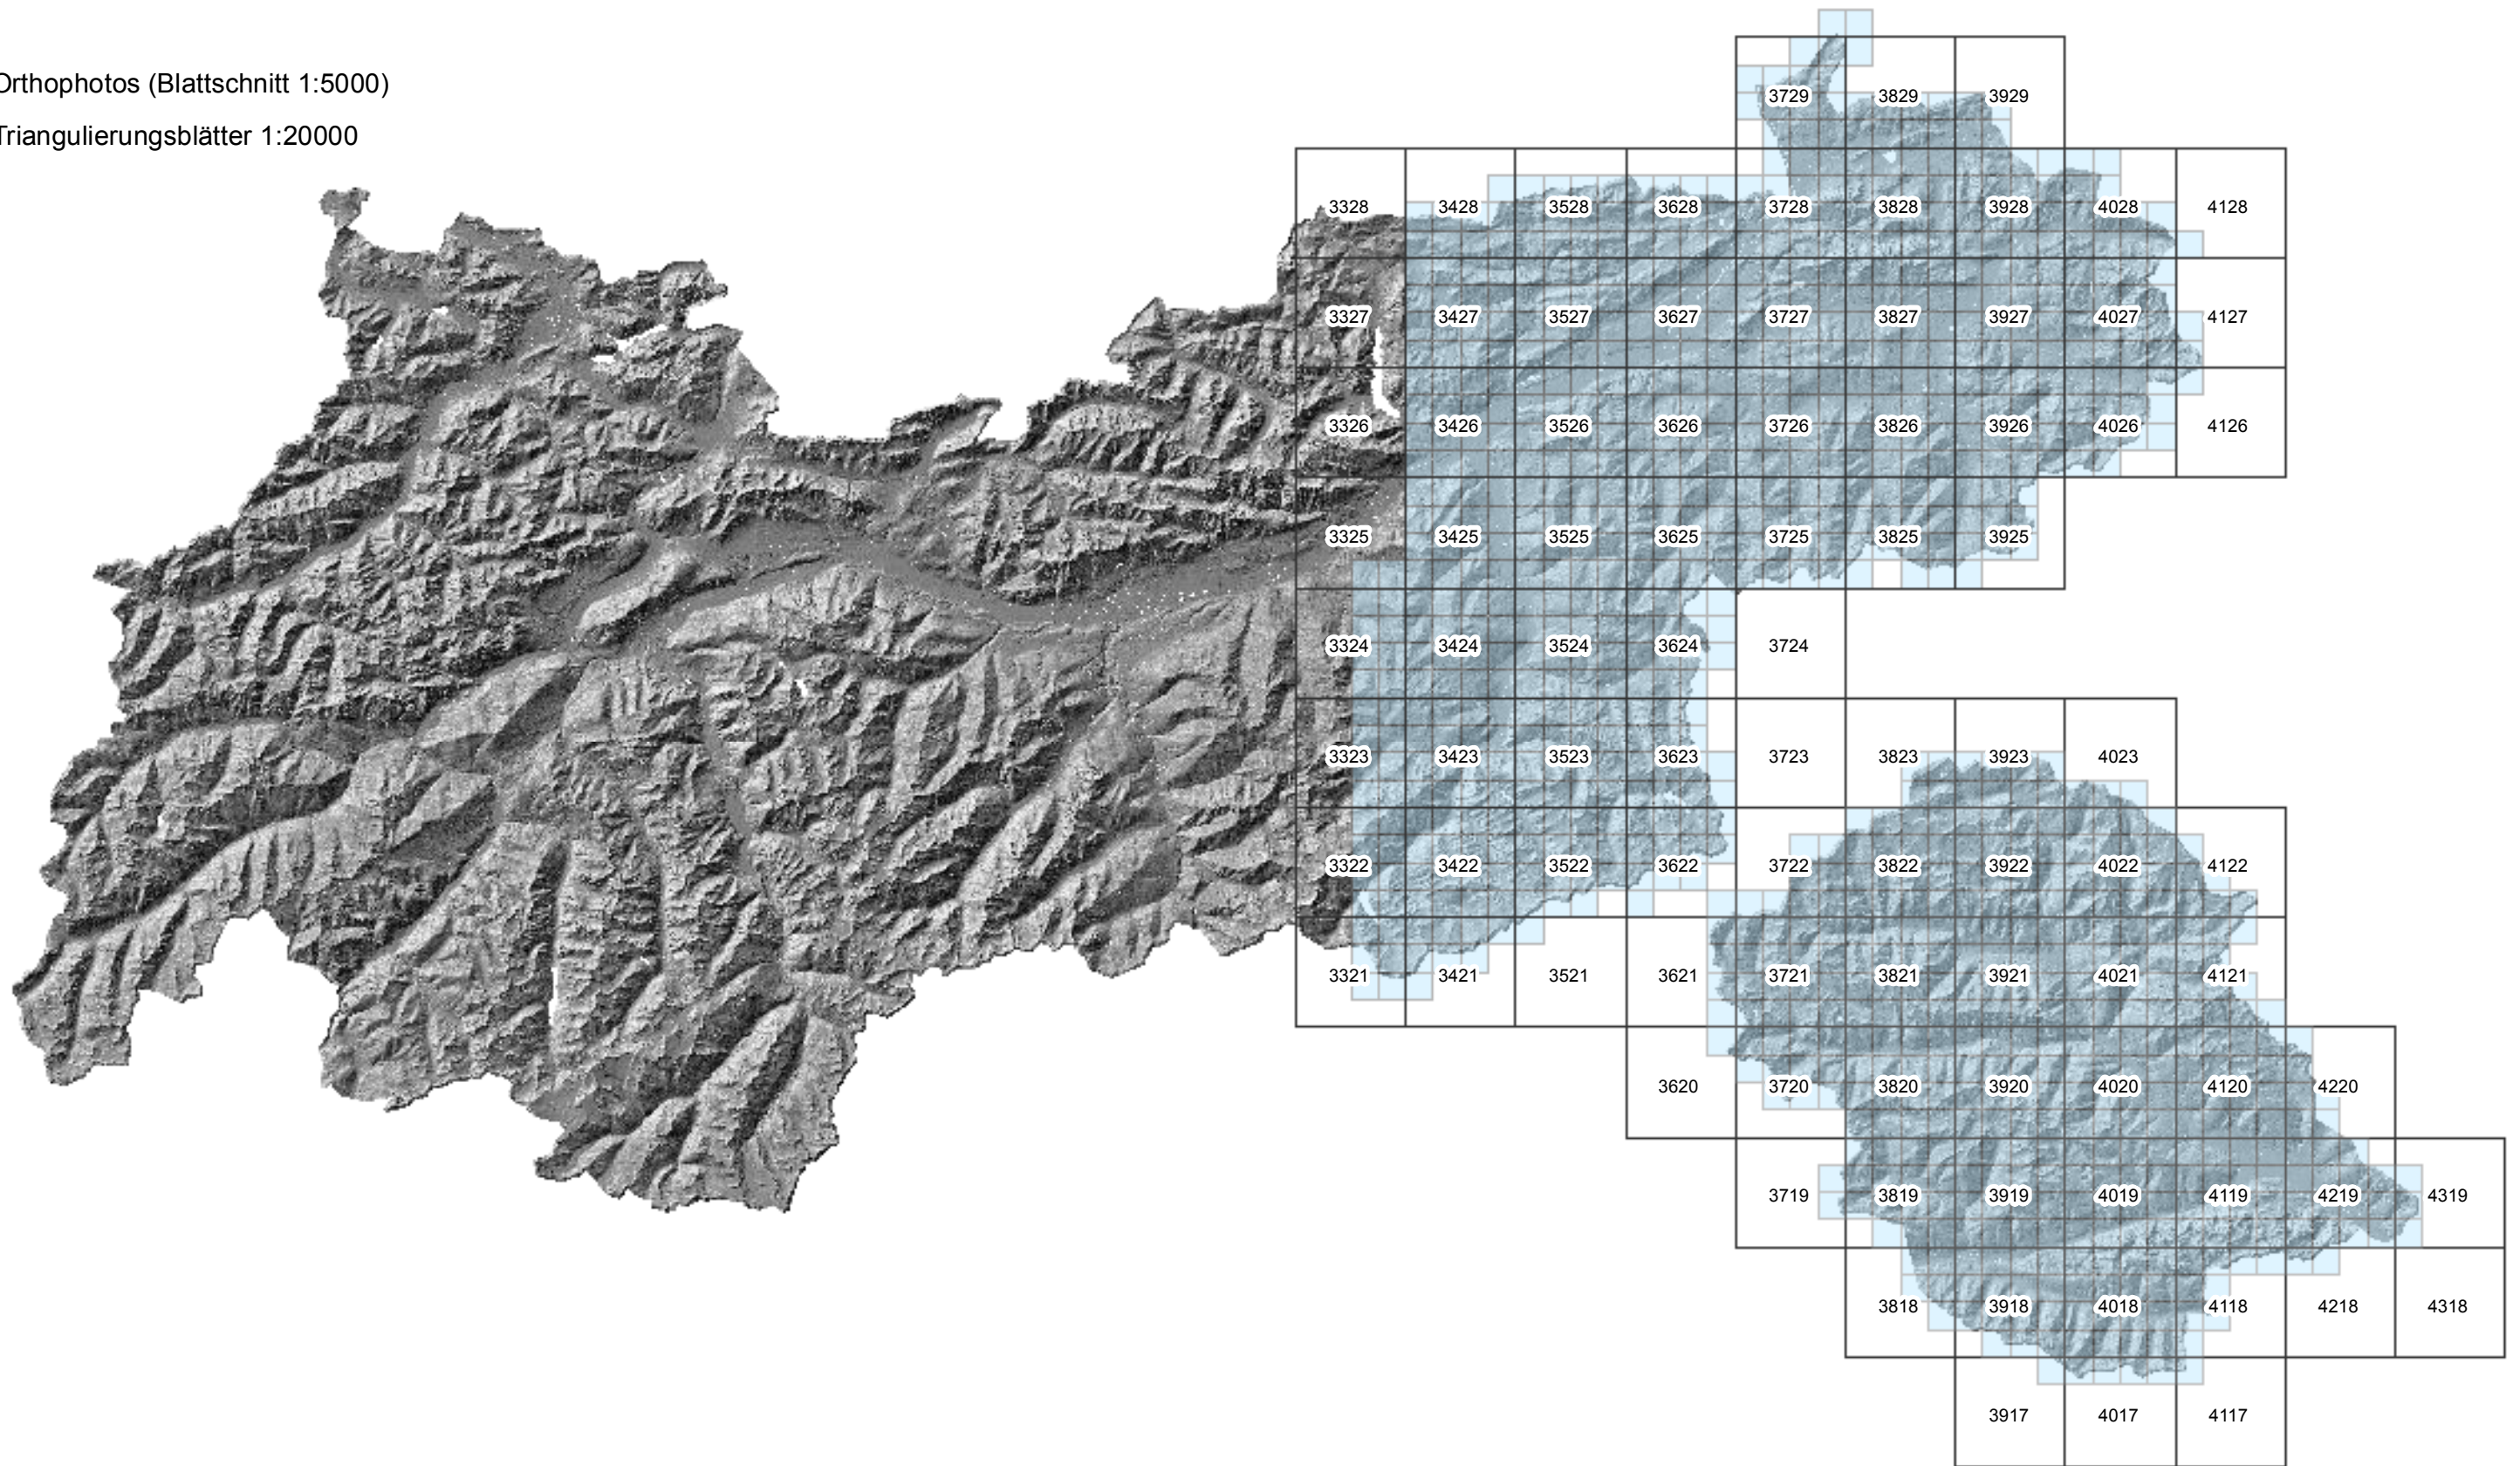 Orthophotos (Blattschnitt 1:5000)
Triangulierungsblätter 1:20000
3729 3829 3929
3328 3428 3528 3628 3728 3828 3928 4028 4128
3327 3427 3527 3627 3727 3827 3927 4027 4127
3326 3426 3526 3626 3726 3826 3926 4026 4126
3325 3425 3525 3625 3725 3825 3925
3324 3424 3524 3624 3724
3323 3423 3523 3623 3723 3823 3923 4023
3322 3422 3522 3622 3722 3822 3922 4022 4122
3321 3421 3521 3621 3721 3821 3921 4021 4121
3620 3720 3820 3920 4020 4120 4220
3719 3819 3919 4019 4119 4219 4319
3818 3918 4018 4118 4218 4318
3917 4017 4117